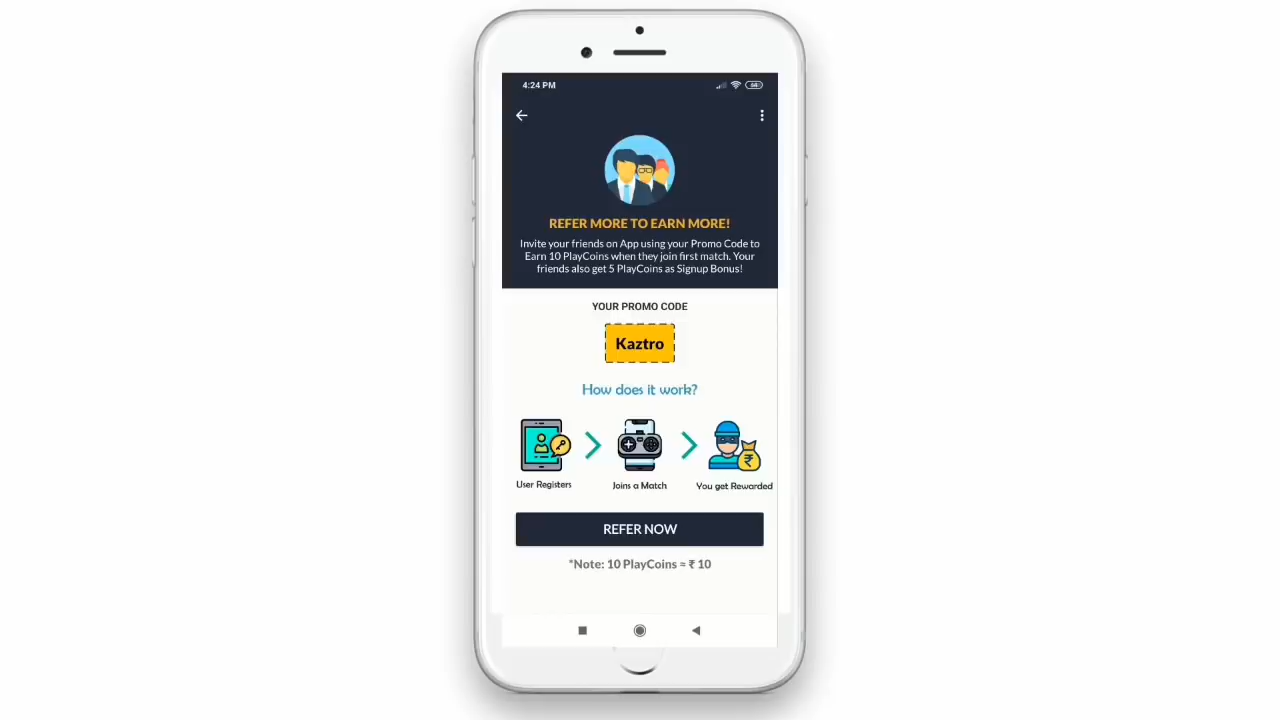 4:24 PM
REFER MORE TO EARN MORE!
Invite your friends on App using your Promo Code to
Earn 10 PlayCoins when they join first match. Your
friends also get 5 PlayCoins as Signup Bonus!
YOUR PROMO CODE
Kaztro
How does it work?
₹
User Registers
Joins a Match
You get Rewarded
REFER NOW
*Note: 10 PlayCoins = ₹ 10